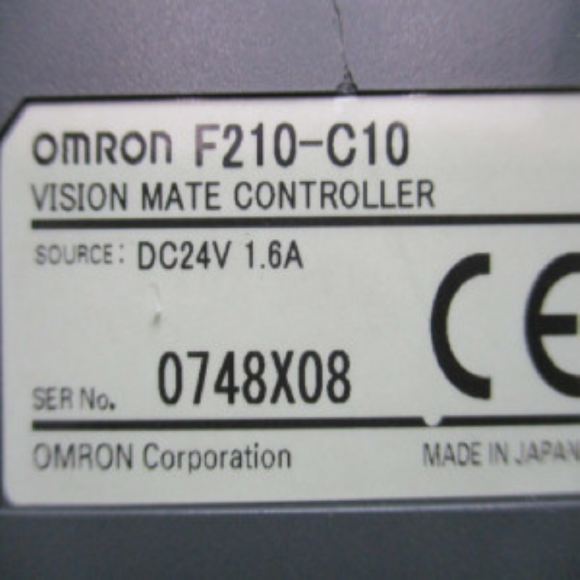 omron F210-C10
VISION MATE CONTROLLER
SOURCE: DC24V 1.6A
CE
SER No. 0748X08
OMRON Corporation
MADE IN JAPAN